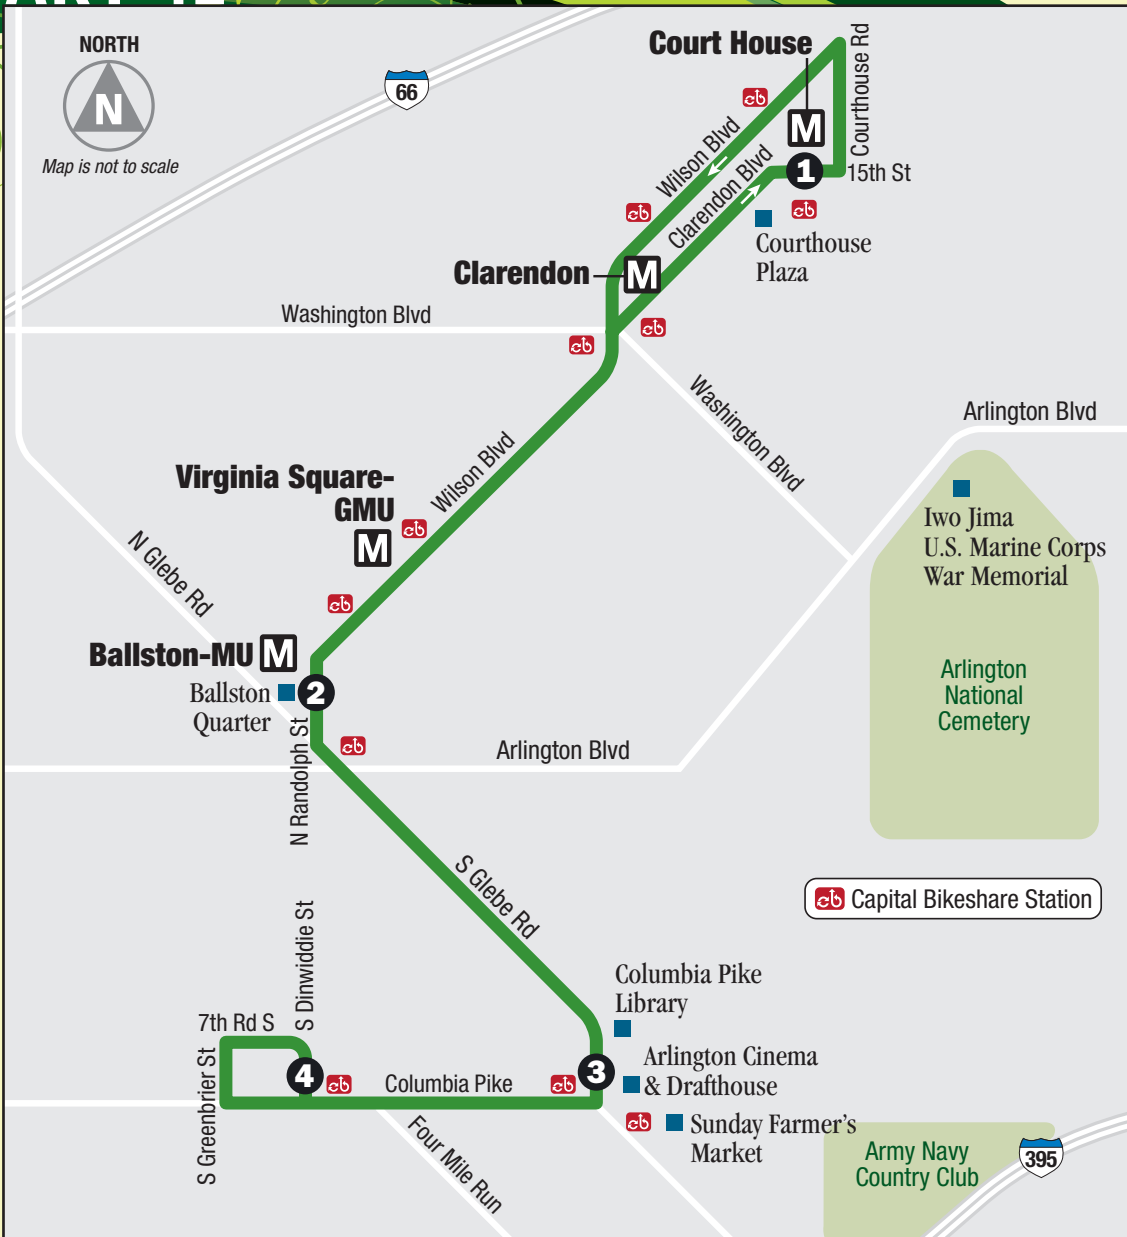 NORTH
N
Map is not to scale
66
Court House
M
1
Courthouse Rd
15th St
Wilson Blvd
Clarendon Blvd
Courthouse
Plaza
Clarendon
M
Washington Blvd
Washington Blvd
Arlington Blvd
Wilson Blvd
Virginia Square-
GMU
M
Iwo Jima
U.S. Marine Corps
War Memorial
N Glebe Rd
Ballston-MU
M
Ballston
Quarter
2
N Randolph St
Arlington Blvd
Arlington
National
Cemetery
S Glebe Rd
Capital Bikeshare Station
S Dinwiddie St
Columbia Pike
Library
7th Rd S
S Greenbrier St
4
Columbia Pike
3
Arlington Cinema
& Drafthouse
Sunday Farmer's
Market
Four Mile Run
Army Navy
Country Club
395